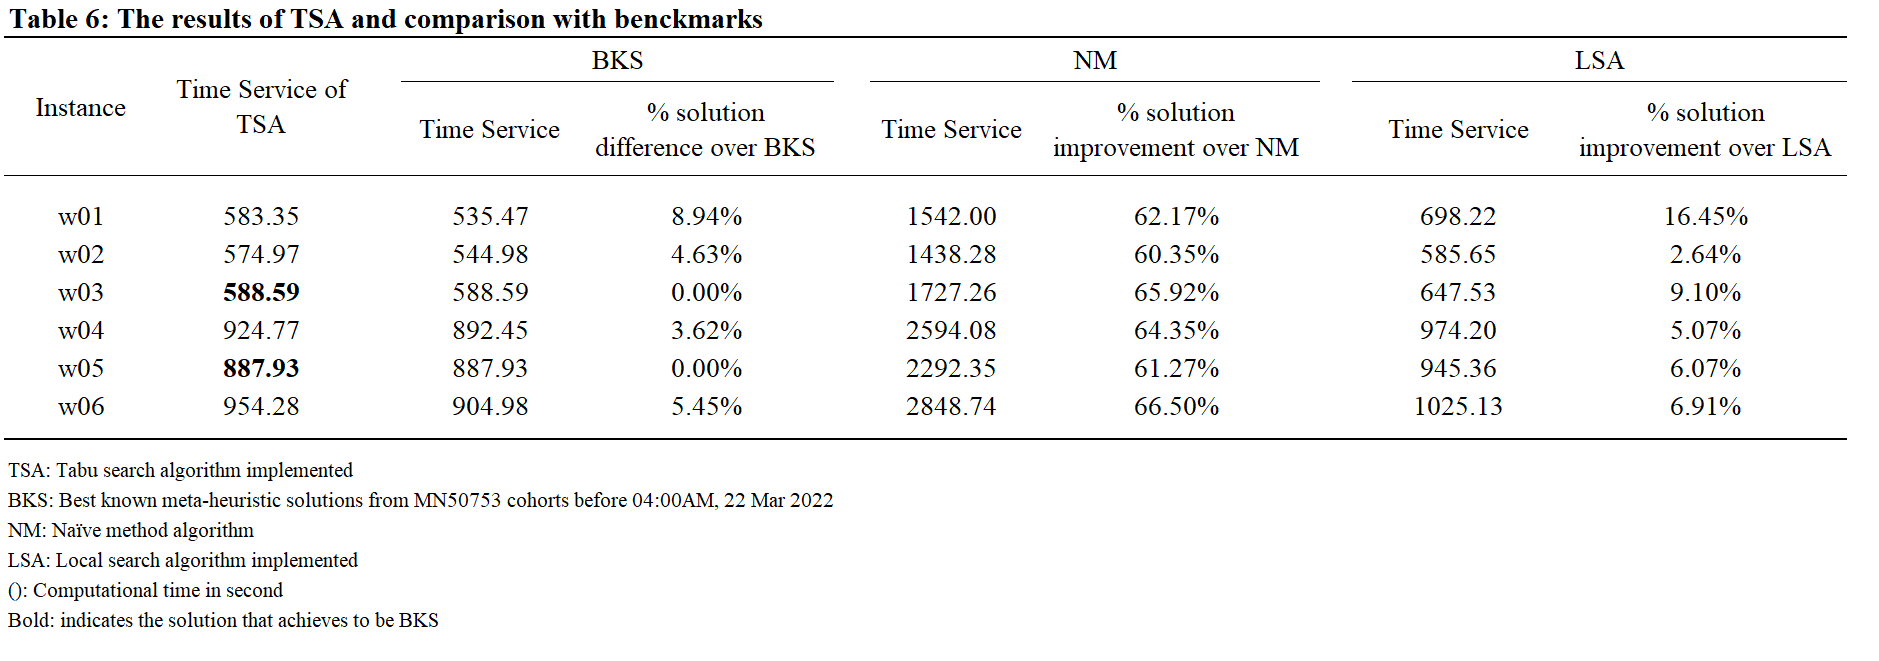 Table 6: The results of TSA and comparison with benckmarks
Instance Time Service of TSA BKS NM LSA
Time Service % solution difference over BKS Time Service % solution improvement over NM Time Service % solution improvement over LSA
w01 583.35 535.47 8.94% 1542.00 62.17% 698.22 16.45%
w02 574.97 544.98 4.63% 1438.28 60.35% 585.65 2.64%
w03 588.59 588.59 0.00% 1727.26 65.92% 647.53 9.10%
w04 924.77 892.45 3.62% 2594.08 64.35% 974.20 5.07%
w05 887.93 887.93 0.00% 2292.35 61.27% 945.36 6.07%
w06 954.28 904.98 5.45% 2848.74 66.50% 1025.13 6.91%
TSA: Tabu search algorithm implemented
BKS: Best known meta-heuristic solutions from MN50753 cohorts before 04:00AM, 22 Mar 2022
NM: Naïve method algorithm
LSA: Local search algorithm implemented
(): Computational time in second
Bold: indicates the solution that achieves to be BKS